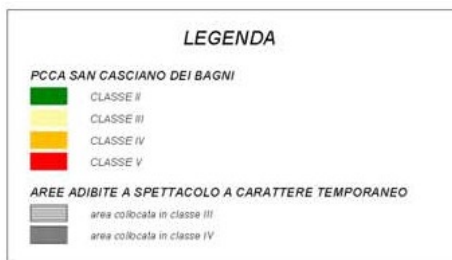 LEGENDA
PCCA SAN CASCIANO DEI BAGNI
CLASSE II
CLASSE III
CLASSE IV
CLASSE V
AREE ADIBITE A SPETTACOLO A CARATTERE TEMPORANEO
area collocata in classe III
area collocata in classe IV